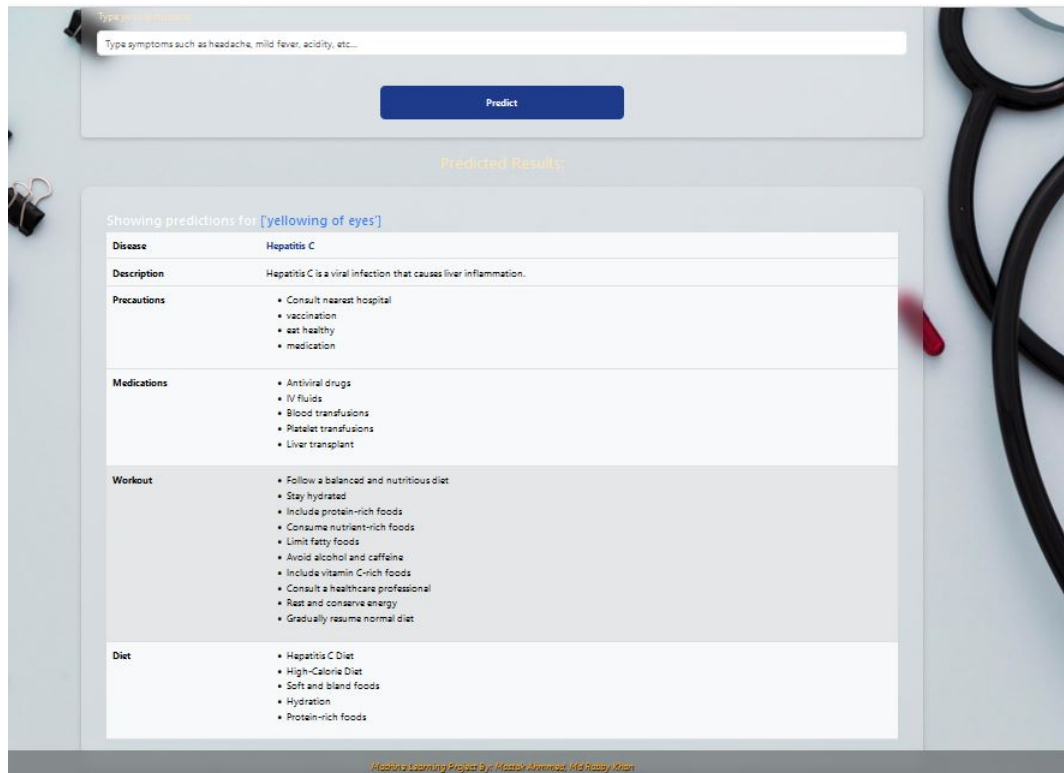 Type symptoms such as headache, mild fever, acidity, etc...
Predict
Predicted Results:
Showing predictions for ['yellowing of eyes']
Disease Hepatitis C
Description Hepatitis C is a viral infection that causes liver inflammation.
Precautions • Consult nearest hospital
• vaccination
• eat healthy
• medication
Medications • Antiviral drugs
• IV fluids
• Blood transfusions
• Platelet transfusions
• Liver transplant
Workout • Follow a balanced and nutritious diet
• Stay hydrated
• Include protein-rich foods
• Consume nutrient-rich foods
• Limit fatty foods
• Avoid alcohol and caffeine
• Include vitamin C-rich foods
• Consult a healthcare professional
• Rest and conserve energy
• Gradually resume normal diet
Diet • Hepatitis C Diet
• High-Calorie Diet
• Soft and bland foods
• Hydration
• Protein-rich foods
Machine Learning Project By: Md Rabby Khan